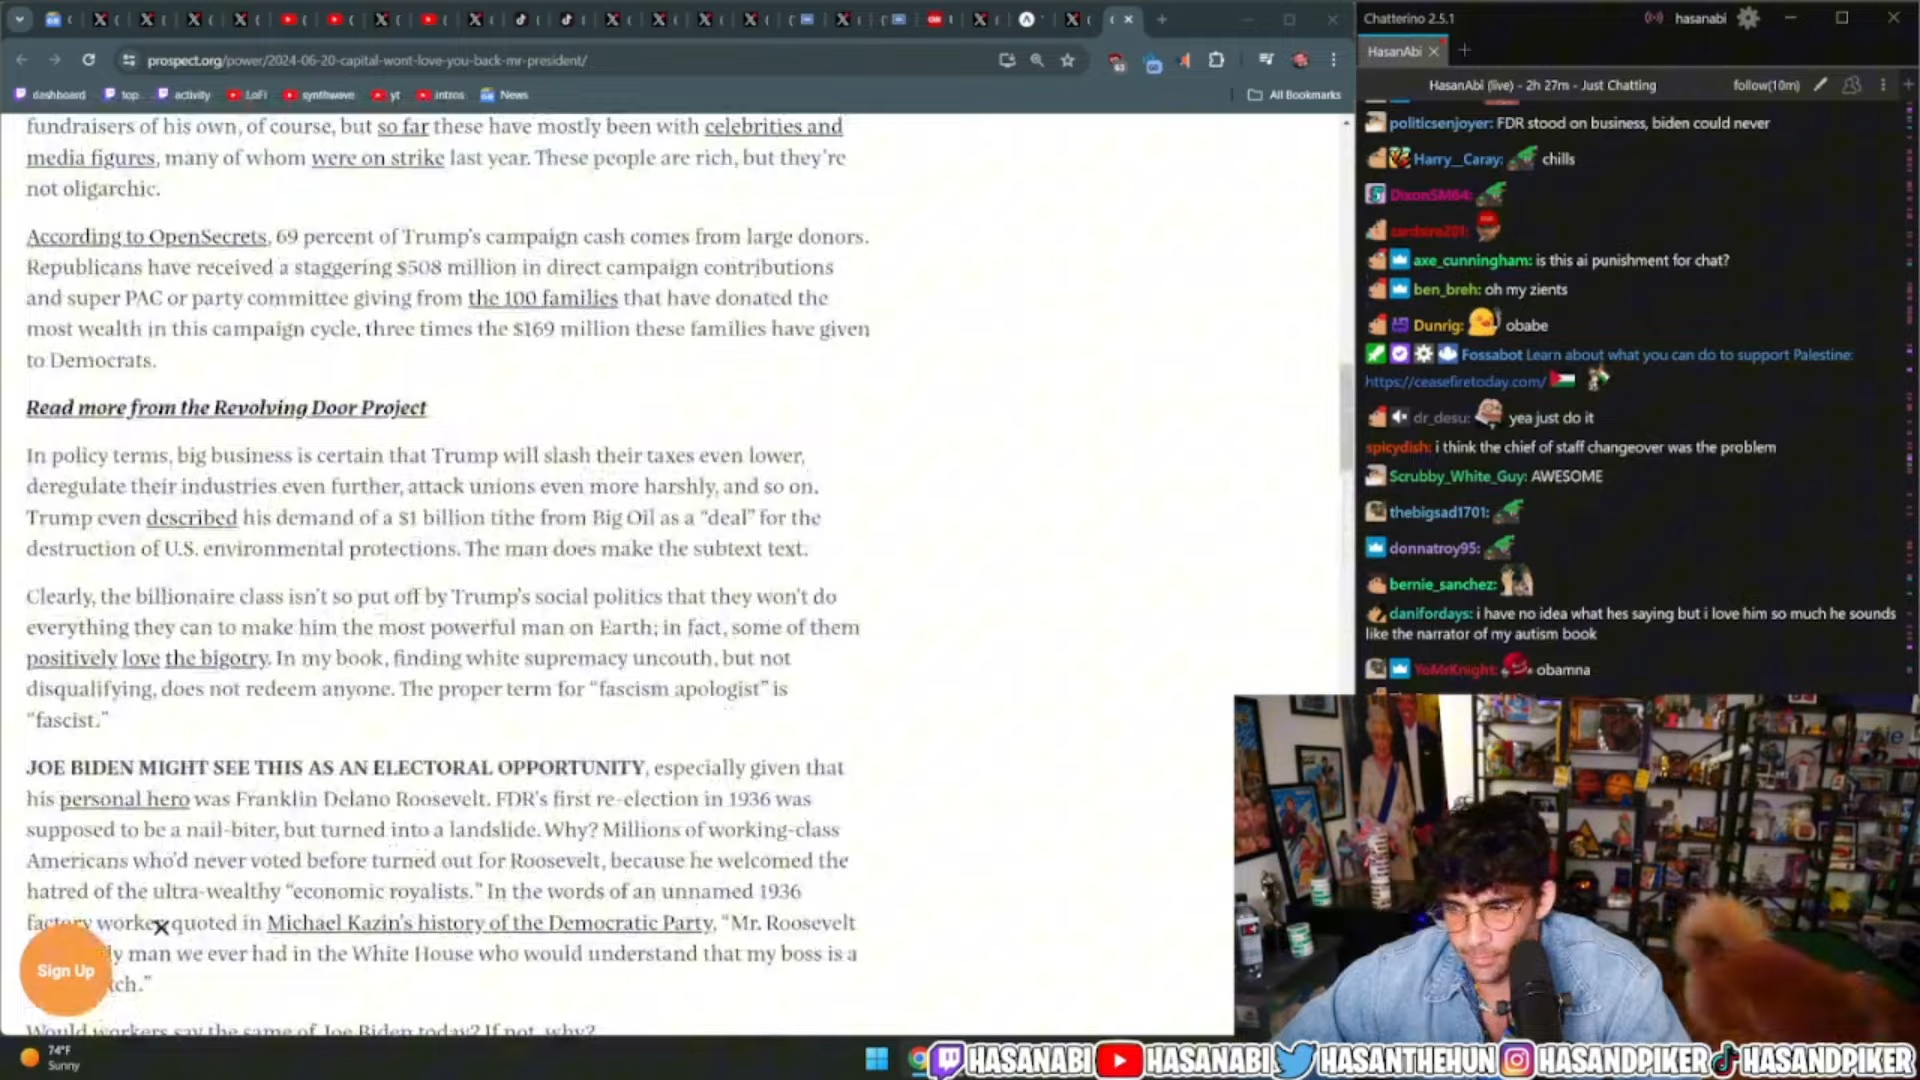 prospect.org/power/2024-06-20-capital-wont-love-you-back-mr-president/
dashboard
top
activity
LoFi
synthwave
yt
intros
News
All Bookmarks
fundraisers of his own, of course, but so far these have mostly been with celebrities and
media figures, many of whom were on strike last year. These people are rich, but they're
not oligarchic.
According to OpenSecrets, 69 percent of Trump's campaign cash comes from large donors.
Republicans have received a staggering $508 million in direct campaign contributions
and super PAC or party committee giving from the 100 families that have donated the
most wealth in this campaign cycle, three times the $169 million these families have given
to Democrats.
Read more from the Revolving Door Project
In policy terms, big business is certain that Trump will slash their taxes even lower,
deregulate their industries even further, attack unions even more harshly, and so on.
Trump even described his demand of a $1 billion tithe from Big Oil as a “deal” for the
destruction of U.S. environmental protections. The man does make the subtext text.
Clearly, the billionaire class isn't so put off by Trump's social politics that they won't do
everything they can to make him the most powerful man on Earth; in fact, some of them
positively love the bigotry. In my book, finding white supremacy uncouth, but not
disqualifying, does not redeem anyone. The proper term for “fascism apologist” is
“fascist.”
JOE BIDEN MIGHT SEE THIS AS AN ELECTORAL OPPORTUNITY, especially given that
his personal hero was Franklin Delano Roosevelt. FDR's first re-election in 1936 was
supposed to be a nail-biter, but turned into a landslide. Why? Millions of working-class
Americans who'd never voted before turned out for Roosevelt, because he welcomed the
hatred of the ultra-wealthy “economic royalists.” In the words of an unnamed 1936
factory worker quoted in Michael Kazin's history of the Democratic Party, “Mr. Roosevelt
man we ever had in the White House who would understand that my boss is a
Sign Up
Would workers say the same of Joe Biden today? If not, why?
74°F
Sunny
Chatterino 2.5.1
hasanabi
HasanAbi
HasanAbi (live) - 2h 27m - Just Chatting
follow(10m)
politicsenjoyer: FDR stood on business, biden could never
Harry__Caray: chills
DixonSM64:
axe_cunningham: is this ai punishment for chat?
ben_breh: oh my zients
Dunrig: obabe
Fossabot Learn about what you can do to support Palestine:
https://ceasefiretoday.com/
dr_desu: yea just do it
spicydish: i think the chief of staff changeover was the problem
Scrubby_White_Guy: AWESOME
thebigsad1701:
donnatroy95:
bernie_sanchez:
danifordays: i have no idea what hes saying but i love him so much he sounds
like the narrator of my autism book
YoMrKnight: obamna
HASANABI
HASANABI
HASANTHEHUN
HASANDPIKER
HASANDPIKER